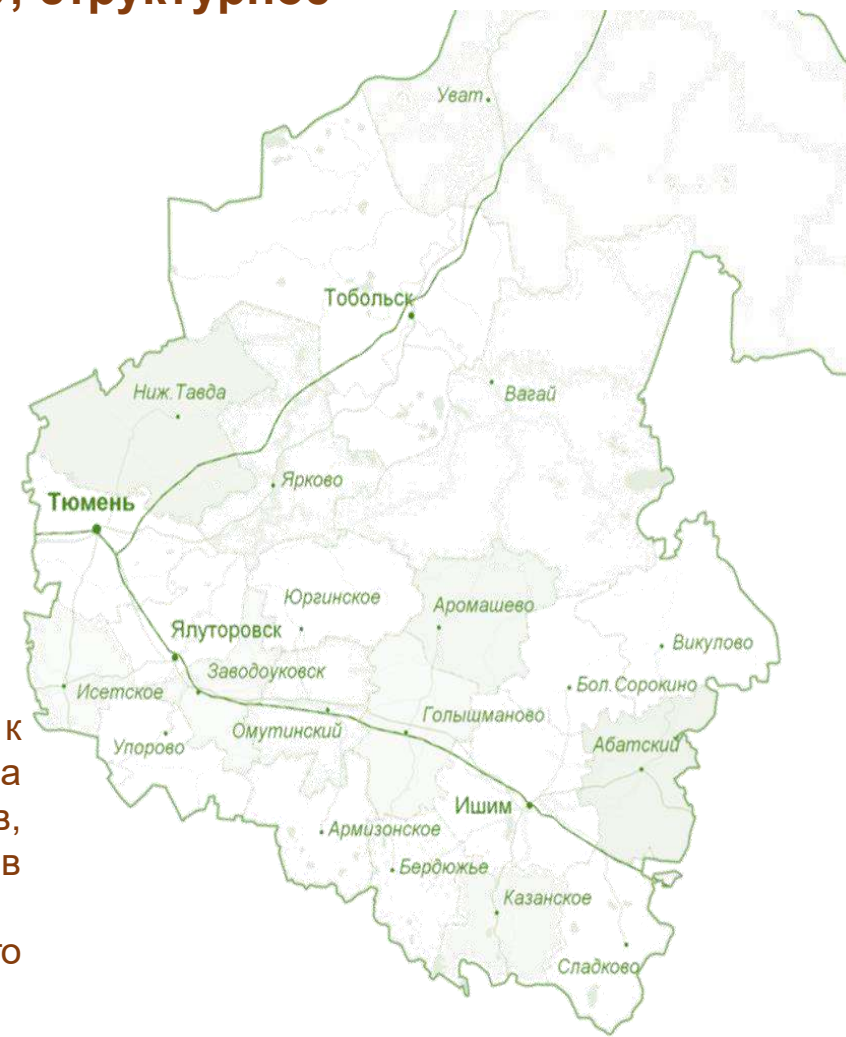 структурное
Уват
Тобольск
Ниж.Тавда
Вагай
Ярково
Тюмень
Юргинское
Аромашево
Ялуторовск
Викулово
Заводоуковск
Исетское
Бол.Сорокино
Голышманово
Омутинский
Упорово
Абатский
к
а
Ишим
в,
Армизонское
в
Бердюжье
Казанское
Сладково